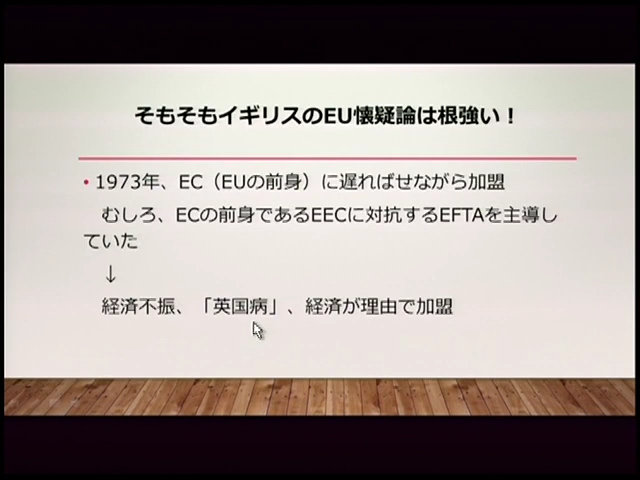 そもそもイギリスのEU懐疑論は根強い！
• 1973年、EC（EUの前身）に遅ればせながら加盟
むしろ、ECの前身であるEECに対抗するEFTAを主導し
ていた
↓
経済不振、「英国病」、経済が理由で加盟